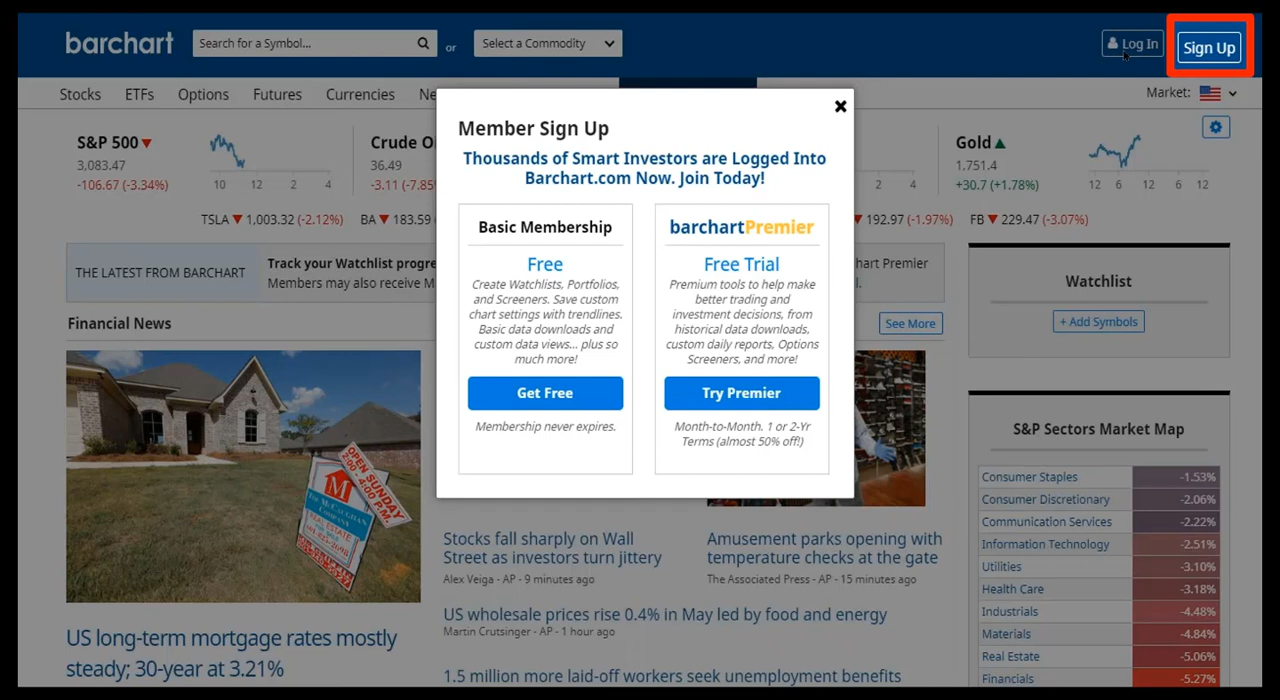 barchart
Search for a Symbol...
or
Select a Commodity
Log In
Sign Up
Stocks
ETFs
Options
Futures
Currencies
Ne
Market:
S&P 500
3,083.47
-106.67 (-3.34%)
10 12 2 4
Crude O
36.49
-3.11 (-7.85%
2 4
Gold
1,751.4
+30.7 (+1.78%)
12 6 12 6 12
TSLA 1,003.32 (-2.12%) BA 183.59
192.97 (-1.97%) FB 229.47 (-3.07%)
Member Sign Up
Thousands of Smart Investors are Logged Into
Barchart.com Now. Join Today!
Basic Membership
Free
Create Watchlists, Portfolios,
and Screeners. Save custom
chart settings with trendlines.
Basic data downloads and
custom data views... plus so
much more!
Get Free
Membership never expires.
barchartPremier
Free Trial
Premium tools to help make
better trading and
investment decisions, from
historical data downloads,
custom daily reports, Options
Screeners, and more!
Try Premier
Month-to-Month. 1 or 2-Yr
Terms (almost 50% off!)
THE LATEST FROM BARCHART
Track your Watchlist progre
Members may also receive M
hart Premier
l.
Financial News
See More
OPEN SUNDAY
2:00 - 4:00 P.M.
M
REAL ESTATE
US long-term mortgage rates mostly
steady; 30-year at 3.21%
Stocks fall sharply on Wall
Street as investors turn jittery
Alex Veiga - AP - 9 minutes ago
Amusement parks opening with
temperature checks at the gate
The Associated Press - AP - 15 minutes ago
US wholesale prices rise 0.4% in May led by food and energy
Martin Crutsinger - AP - 1 hour ago
1.5 million more laid-off workers seek unemployment benefits
Watchlist
+ Add Symbols
S&P Sectors Market Map
Consumer Staples -1.53%
Consumer Discretionary -2.06%
Communication Services -2.22%
Information Technology -2.51%
Utilities -3.10%
Health Care -3.18%
Industrials -4.48%
Materials -4.84%
Real Estate -5.06%
Financials -5.27%